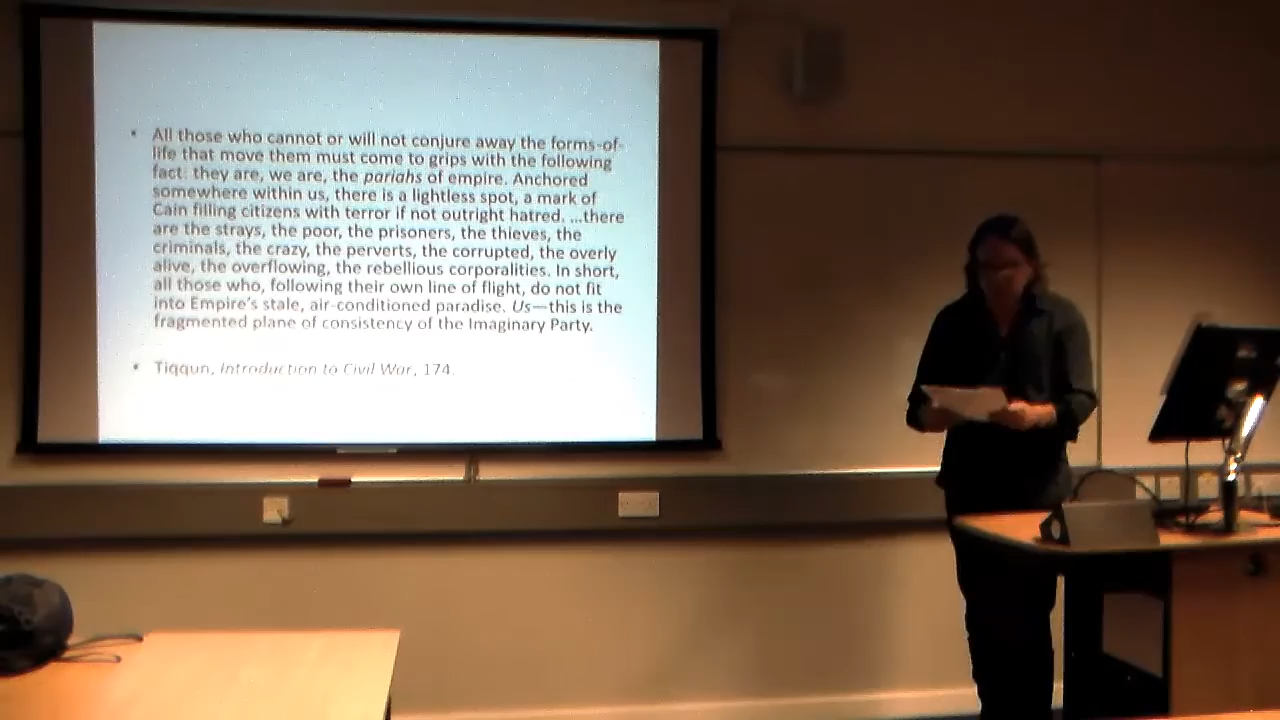 • All those who cannot or will not conjure away the forms-of-
life that move them must come to grips with the following
fact: they are, we are, the pariahs of empire. Anchored
somewhere within us, there is a lightless spot, a mark of
Cain filling citizens with terror if not outright hatred. ...there
are the strays, the poor, the prisoners, the thieves, the
criminals, the crazy, the perverts, the corrupted, the overly
alive, the overflowing, the rebellious corporalities. In short,
all those who, following their own line of flight, do not fit
into Empire's stale, air-conditioned paradise. Us—this is the
fragmented plane of consistency of the Imaginary Party.
• Tiqqun, Introduction to Civil War, 174.